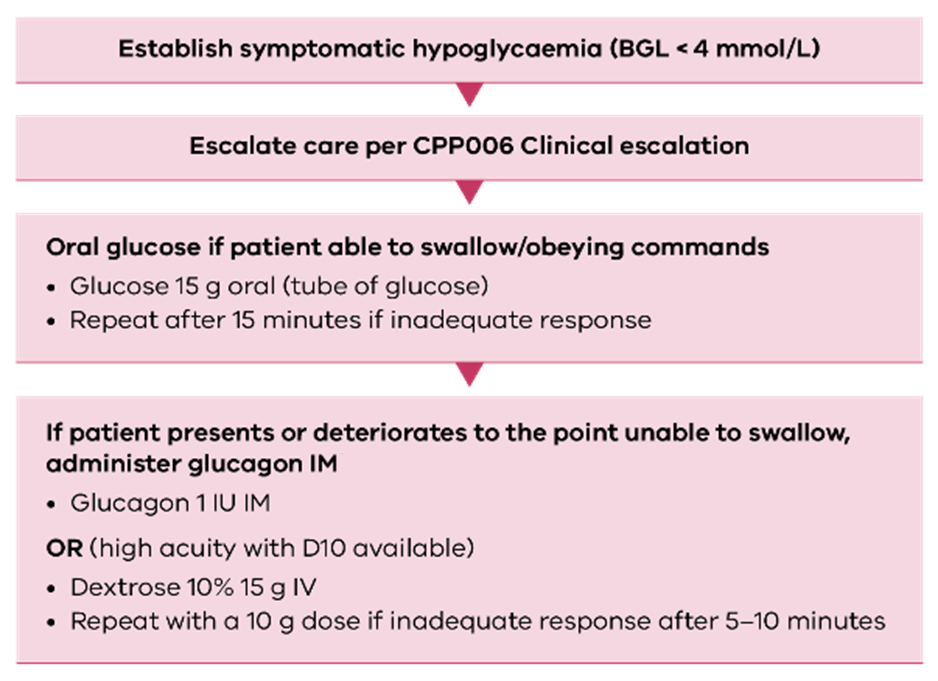 Establish symptomatic hypoglycaemia (BGL < 4 mmol/L)
Escalate care per CPP006 Clinical escalation
Oral glucose if patient able to swallow/obeying commands
• Glucose 15 g oral (tube of glucose)
• Repeat after 15 minutes if inadequate response
If patient presents or deteriorates to the point unable to swallow,
administer glucagon IM
• Glucagon 1 IU IM
OR (high acuity with D10 available)
• Dextrose 10% 15 g IV
• Repeat with a 10 g dose if inadequate response after 5–10 minutes